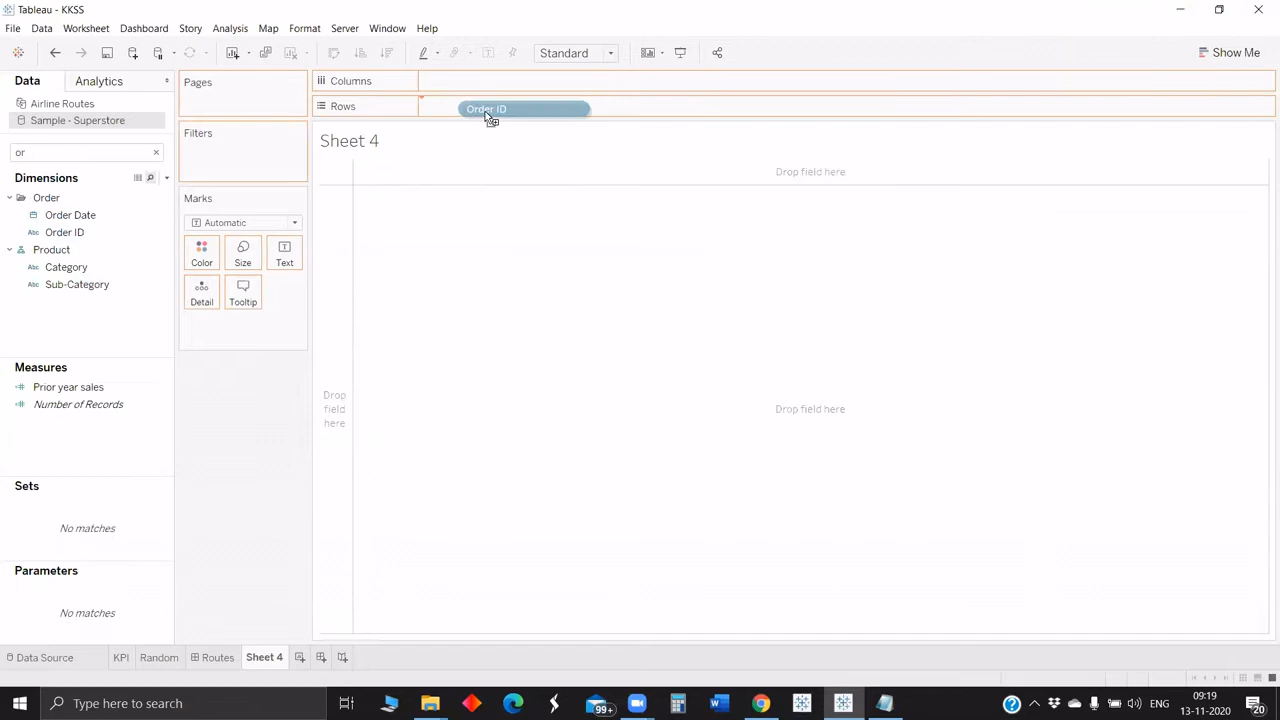 Tableau - KKSS
File Data Worksheet Dashboard Story Analysis Map Format Server Window Help
Standard
Show Me
Data Analytics
Pages
Columns
Airline Routes
Sample - Superstore
Rows
Order ID
Filters
Sheet 4
or
Dimensions
Drop field here
Order
Marks
Order Date
Automatic
Order ID
Product
Color Size Text
Category
Sub-Category
Detail Tooltip
Measures
Prior year sales
Drop
field
here
Drop field here
Number of Records
Sets
No matches
Parameters
No matches
Data Source KPI Random Routes Sheet 4
Type here to search
99+
ENG
09:19
13-11-2020
20